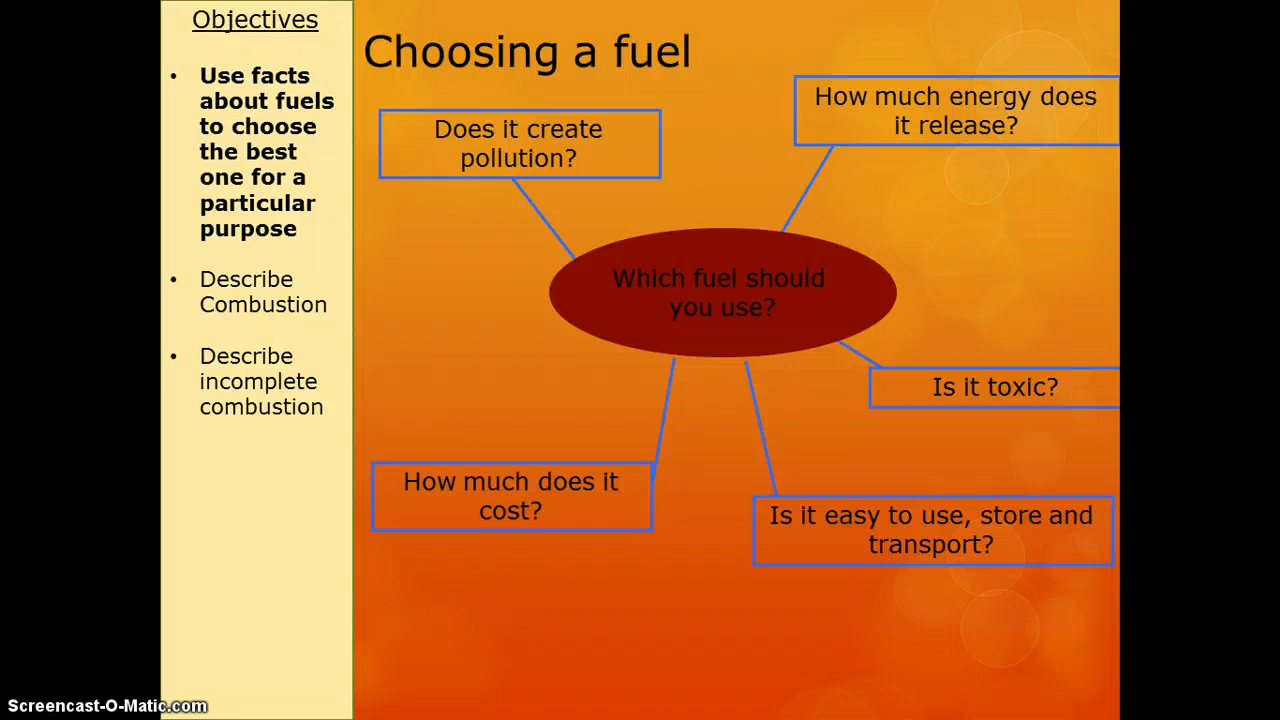 Objectives
• Use facts
about fuels
to choose
the best
one for a
particular
purpose
• Describe
Combustion
• Describe
incomplete
combustion
Choosing a fuel
Does it create
pollution?
How much energy does
it release?
Which fuel should
you use?
Is it toxic?
How much does it
cost?
Is it easy to use, store and
transport?
Screencast-O-Matic.com